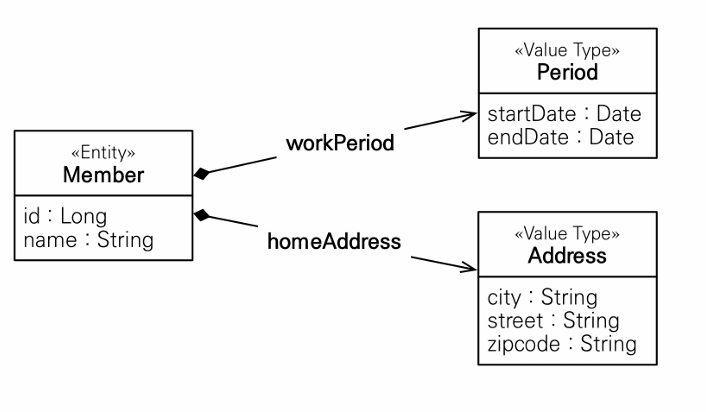 «Entity»
Member
id : Long
name : String
workPeriod
homeAddress
«Value Type»
Period
startDate : Date
endDate : Date
«Value Type»
Address
city : String
street : String
zipcode : String